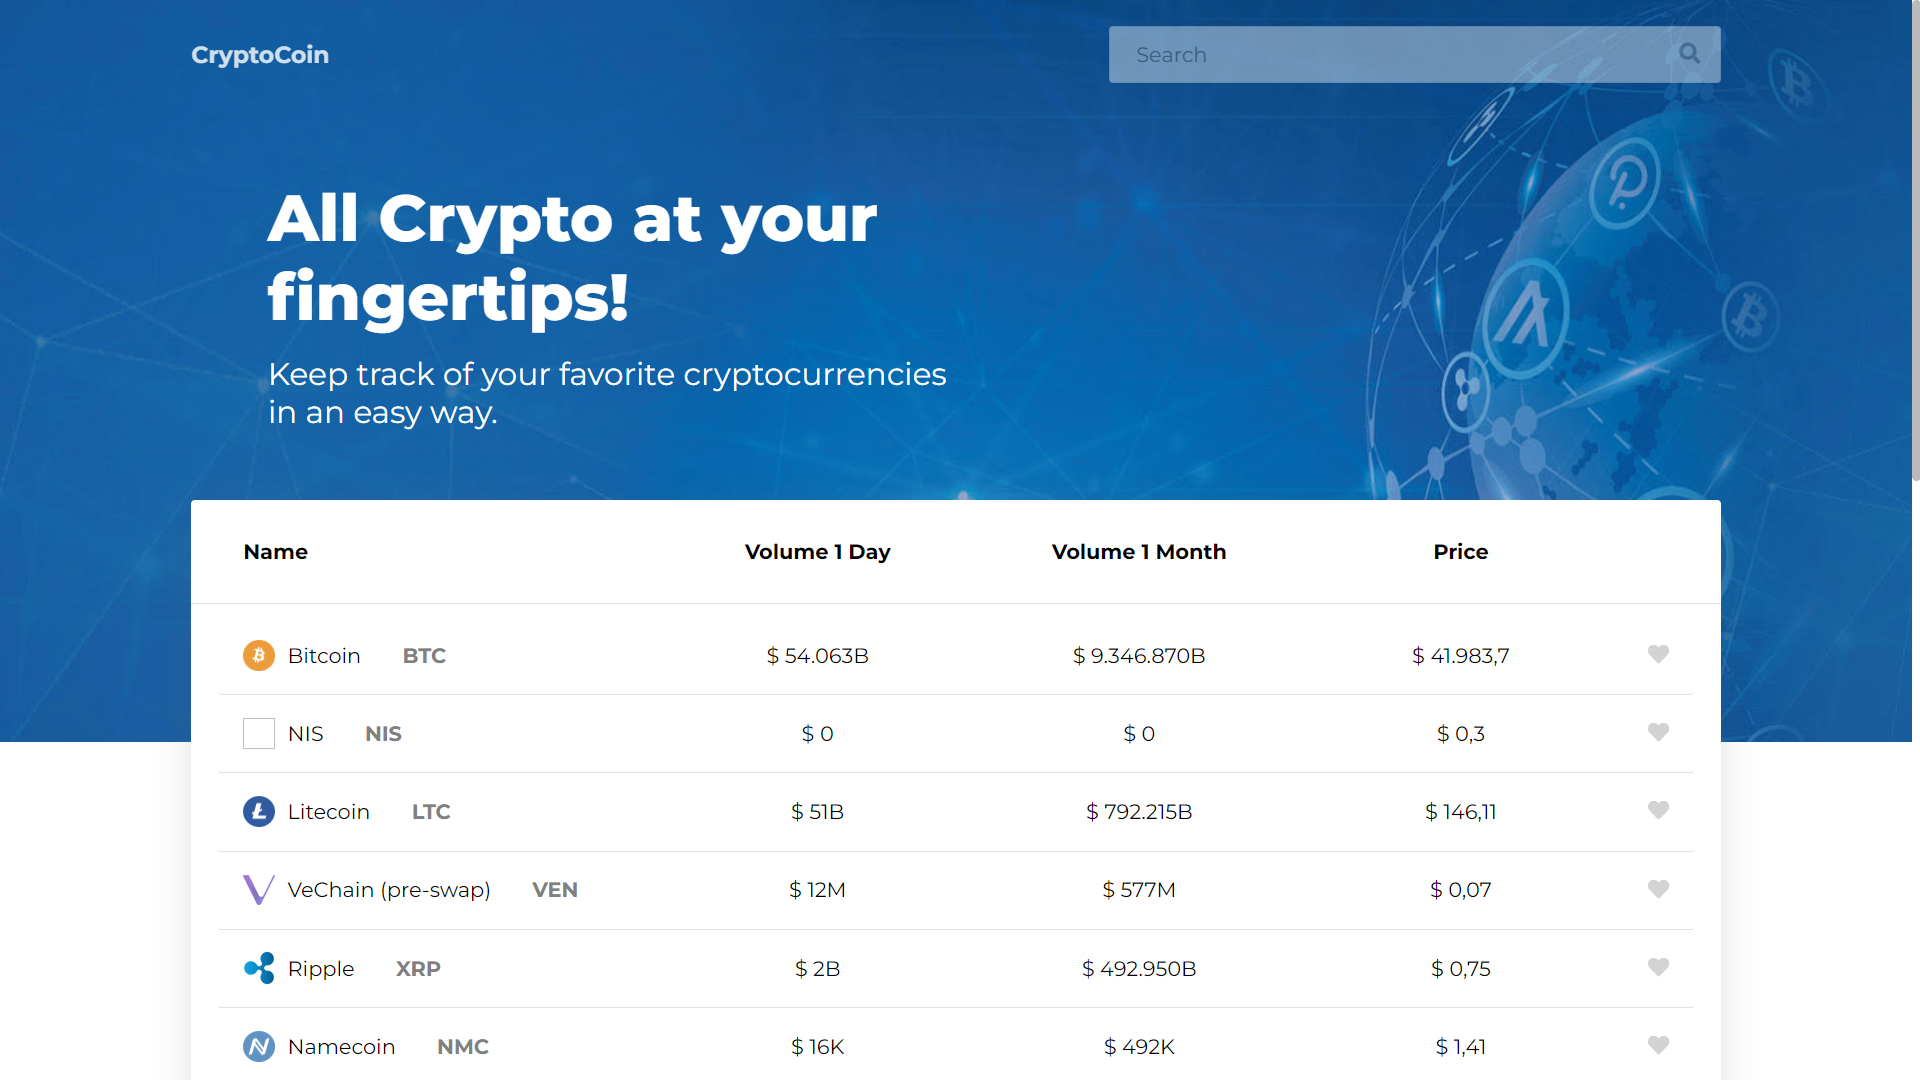 CryptoCoin
Search
All Crypto at your
fingertips!
Keep track of your favorite cryptocurrencies
in an easy way.
Name Volume 1 Day Volume 1 Month Price
Bitcoin BTC $ 54.063B $ 9.346.870B $ 41.983,7
NIS NIS $ 0 $ 0 $ 0,3
Litecoin LTC $ 51B $ 792.215B $ 146,11
VeChain (pre-swap) VEN $ 12M $ 577M $ 0,07
Ripple XRP $ 2B $ 492.950B $ 0,75
Namecoin NMC $ 16K $ 492K $ 1,41